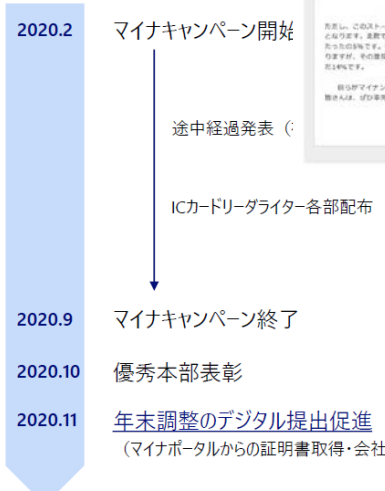 2020.2 マイナキャンペーン開始
途中経過発表（
ICカードリーダライター各部配布
2020.9 マイナキャンペーン終了
2020.10 優秀本部表彰
2020.11 年末調整のデジタル提出促進
（マイナポータルからの証明書取得・会社